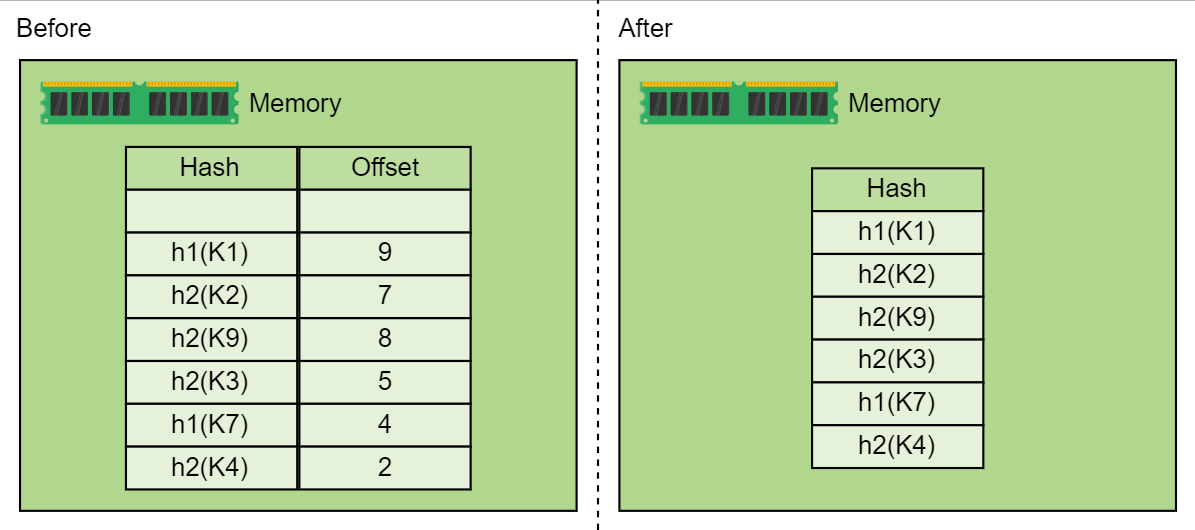 Before
Memory
Hash Offset
h1(K1) 9
h2(K2) 7
h2(K9) 8
h2(K3) 5
h1(K7) 4
h2(K4) 2
After
Memory
Hash
h1(K1)
h2(K2)
h2(K9)
h2(K3)
h1(K7)
h2(K4)